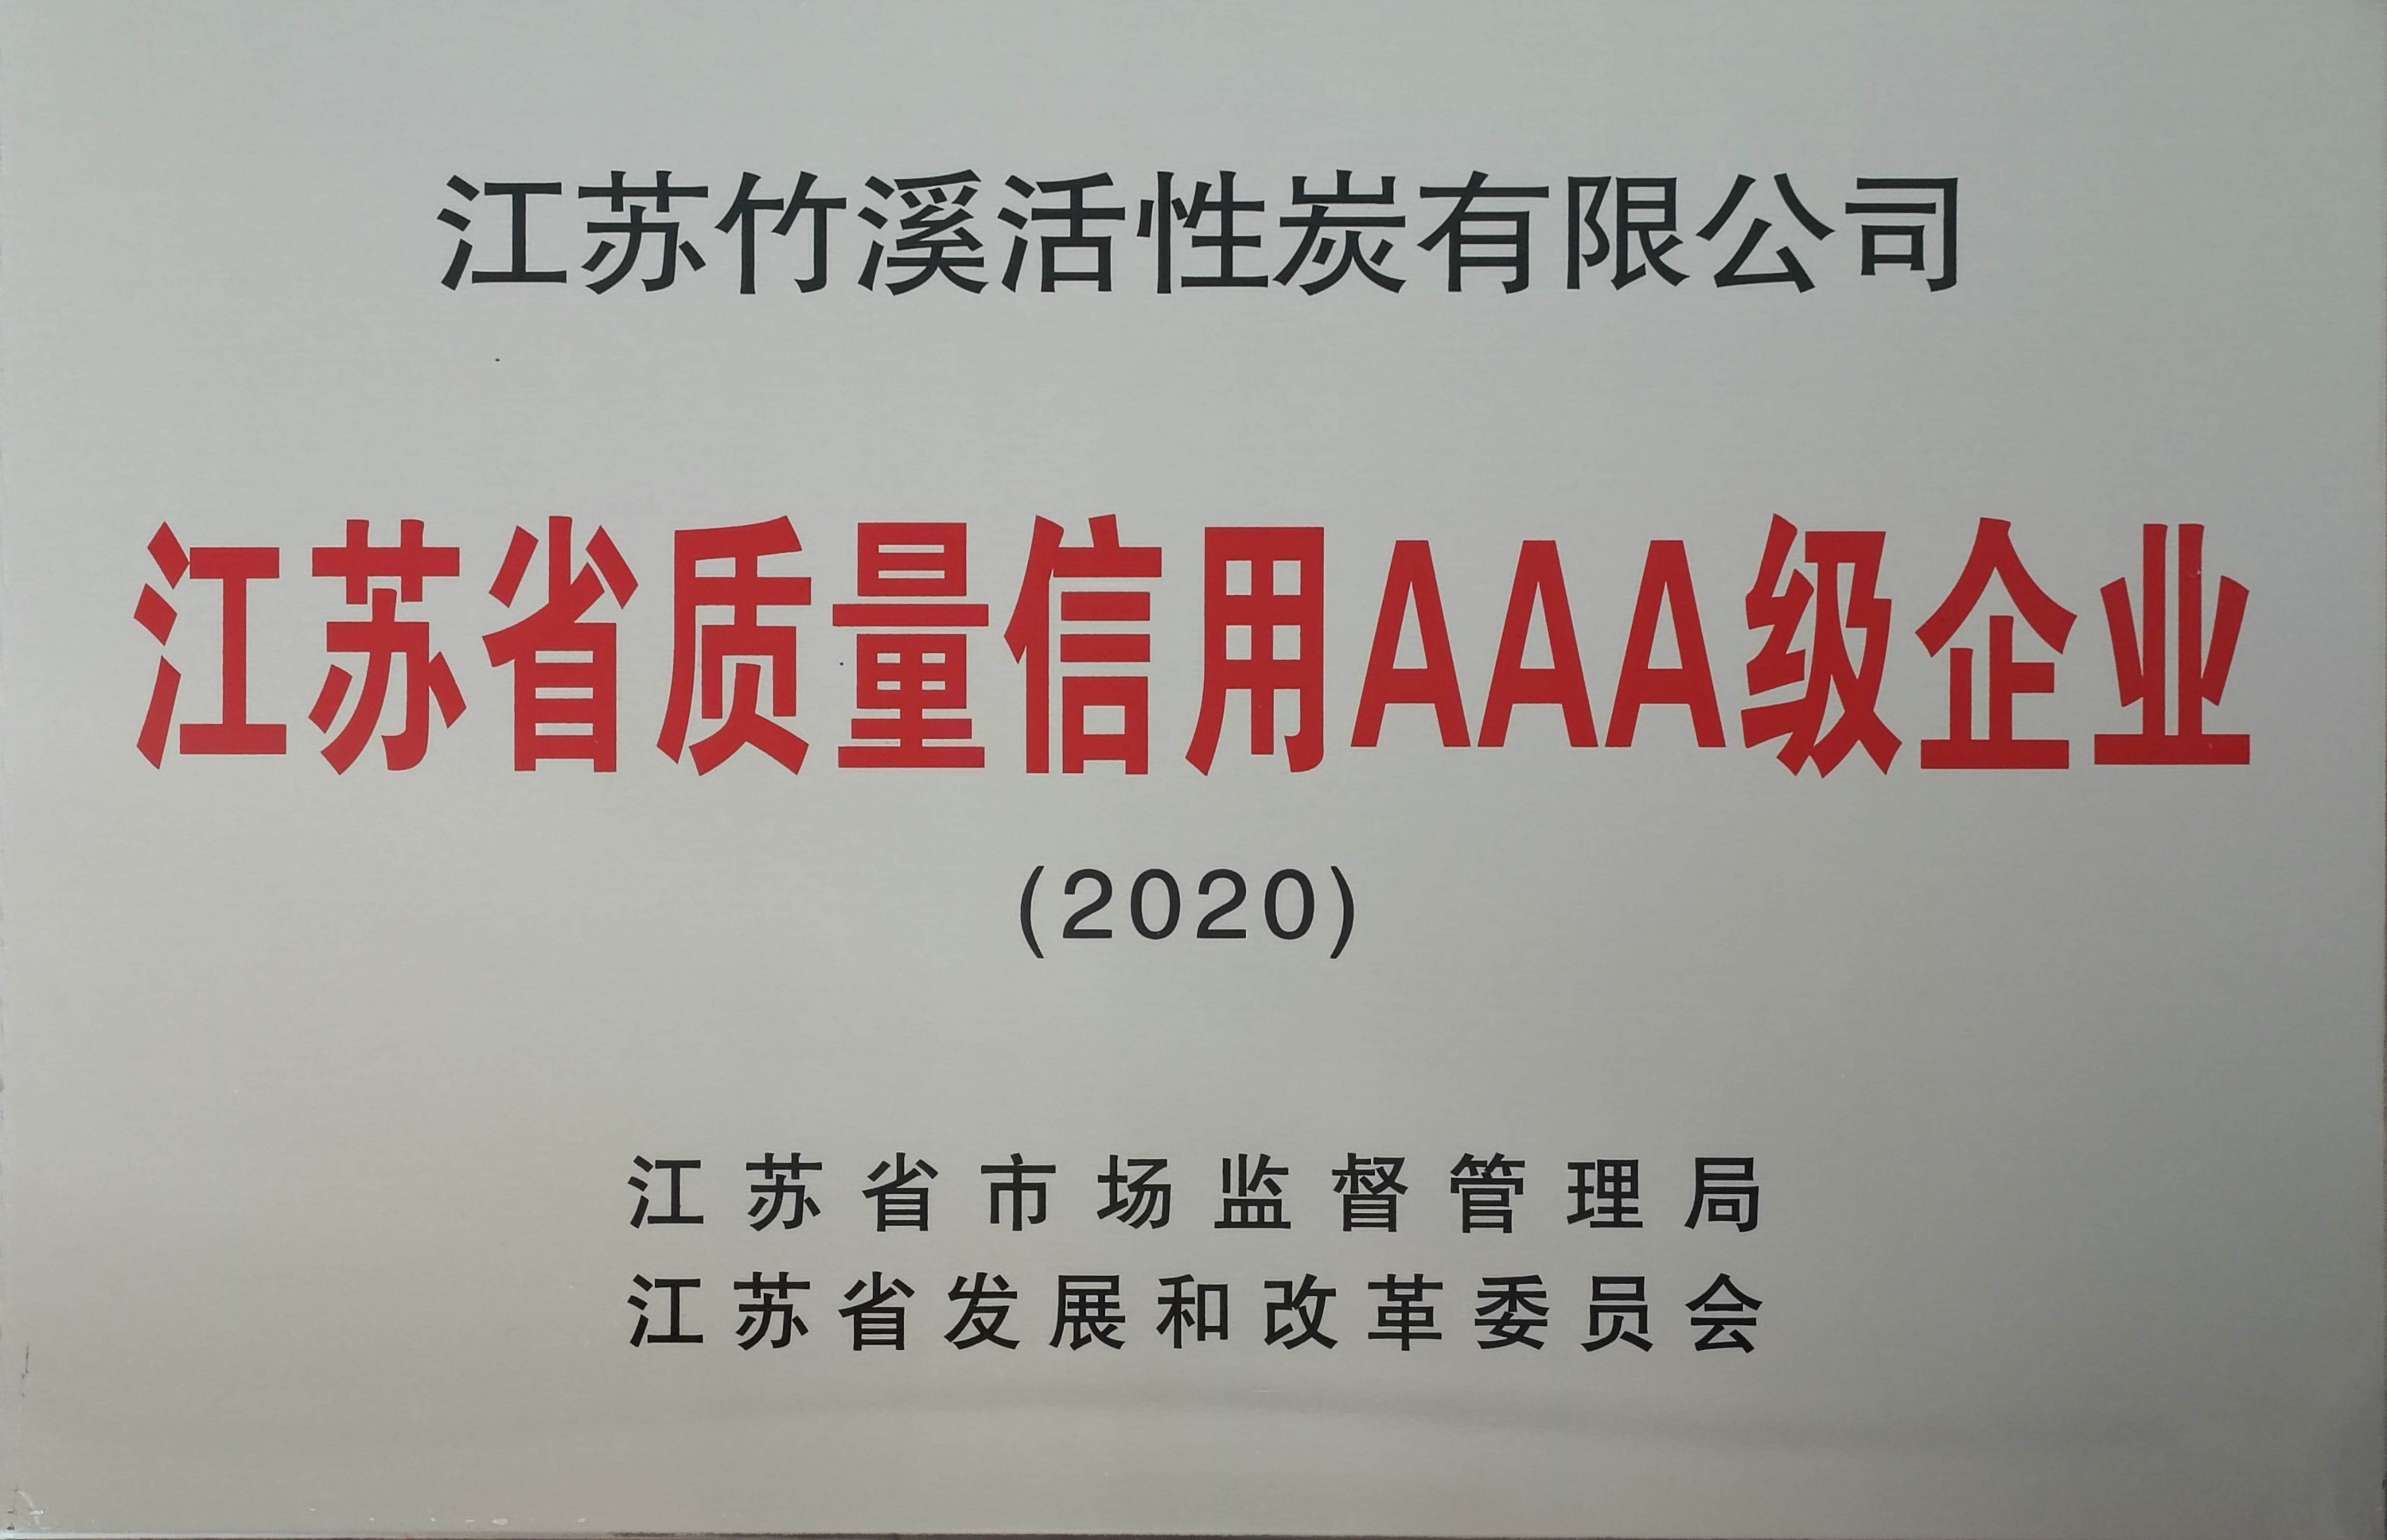 江苏竹溪活性炭有限公司
江苏省质量信用AAA级企业
(2020)
江苏省市场监督管理局
江苏省发展和改革委员会